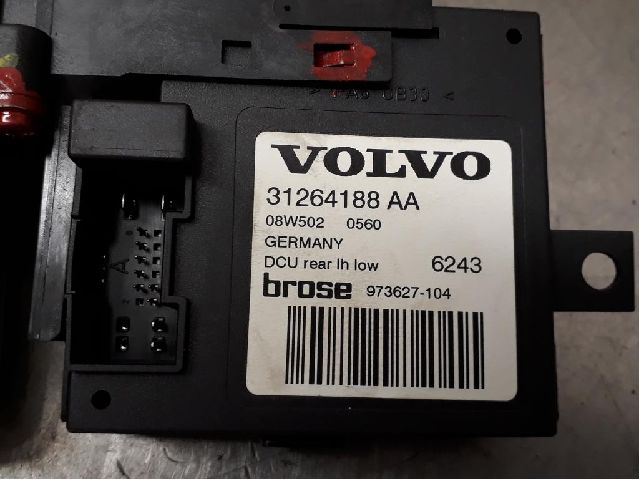 VOLVO
31264188 AA
08W502 0560
GERMANY
DCU rear lh low 6243
brose 973627-104
A